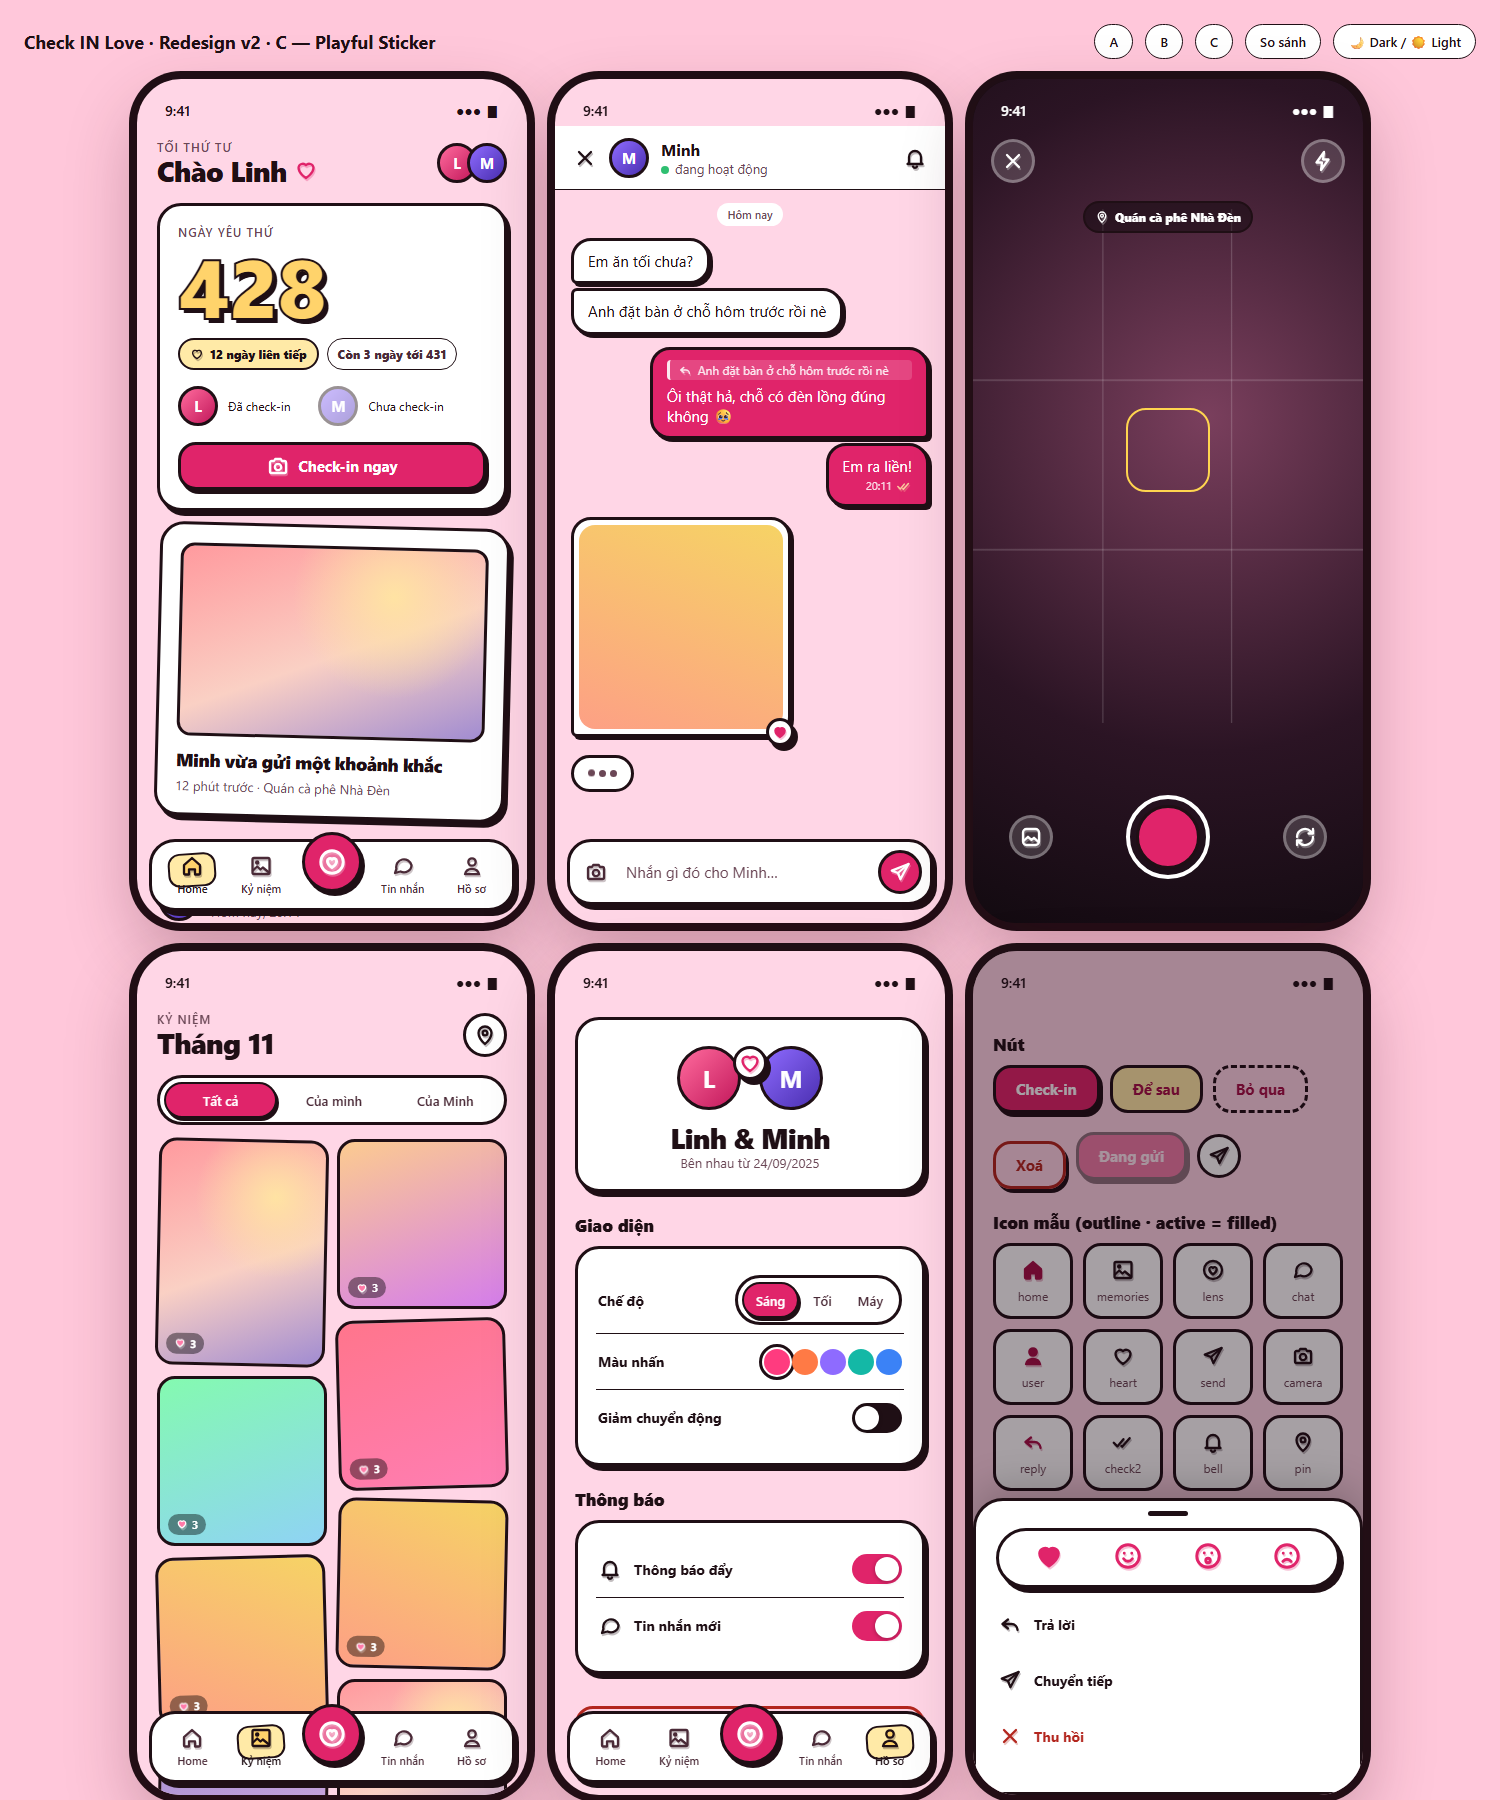 Check IN Love · Redesign v2 · C — Playful Sticker
A
B
C
So sánh
🌙 Dark / 🌞 Light
9:41
TỐI THỨ TƯ
Chào Linh
L
M
NGÀY YÊU THỨ
428
12 ngày liên tiếp
Còn 3 ngày tới 431
L
Đã check-in
M
Chưa check-in
Check-in ngay
Minh vừa gửi một khoảnh khắc
12 phút trước · Quán cà phê Nhà Đèn
Home
Kỷ niệm
Tin nhắn
Hồ sơ
9:41
M
Minh
đang hoạt động
Hôm nay
Em ăn tối chưa?
Anh đặt bàn ở chỗ hôm trước rồi nè
Anh đặt bàn ở chỗ hôm trước rồi nè
Ôi thật hả, chỗ có đèn lồng đúng
không 🥹
Em ra liền!
20:11
Nhắn gì đó cho Minh...
9:41
Quán cà phê Nhà Đèn
9:41
KỶ NIỆM
Tháng 11
Tất cả
Của mình
Của Minh
3
3
3
3
3
3
Home
Kỷ niệm
Tin nhắn
Hồ sơ
9:41
L
M
Linh & Minh
Bên nhau từ 24/09/2025
Giao diện
Chế độ
Sáng
Tối
Máy
Màu nhấn
Giảm chuyển động
Thông báo
Thông báo đẩy
Tin nhắn mới
Home
Kỷ niệm
Tin nhắn
Hồ sơ
9:41
Nút
Check-in
Để sau
Bỏ qua
Xoá
Đang gửi
Icon mẫu (outline · active = filled)
home
memories
lens
chat
user
heart
send
camera
reply
check2
bell
pin
Trả lời
Chuyển tiếp
Thu hồi